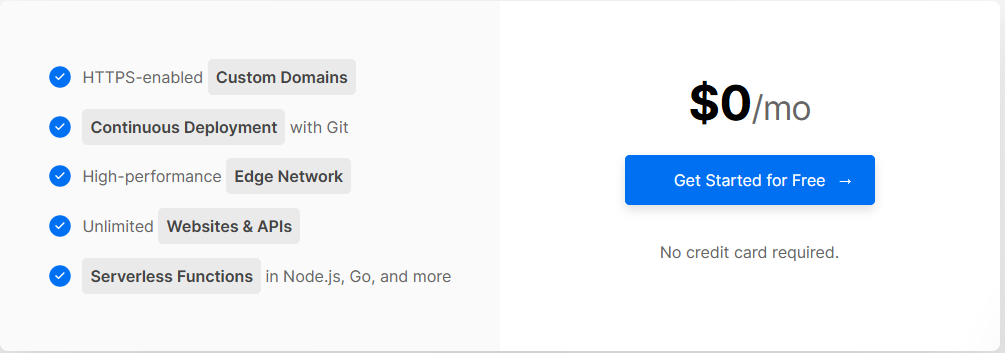 HTTPS-enabled Custom Domains
Continuous Deployment with Git
High-performance Edge Network
Unlimited Websites & APIs
Serverless Functions in Node.js, Go, and more
$0/mo
Get Started for Free →
No credit card required.